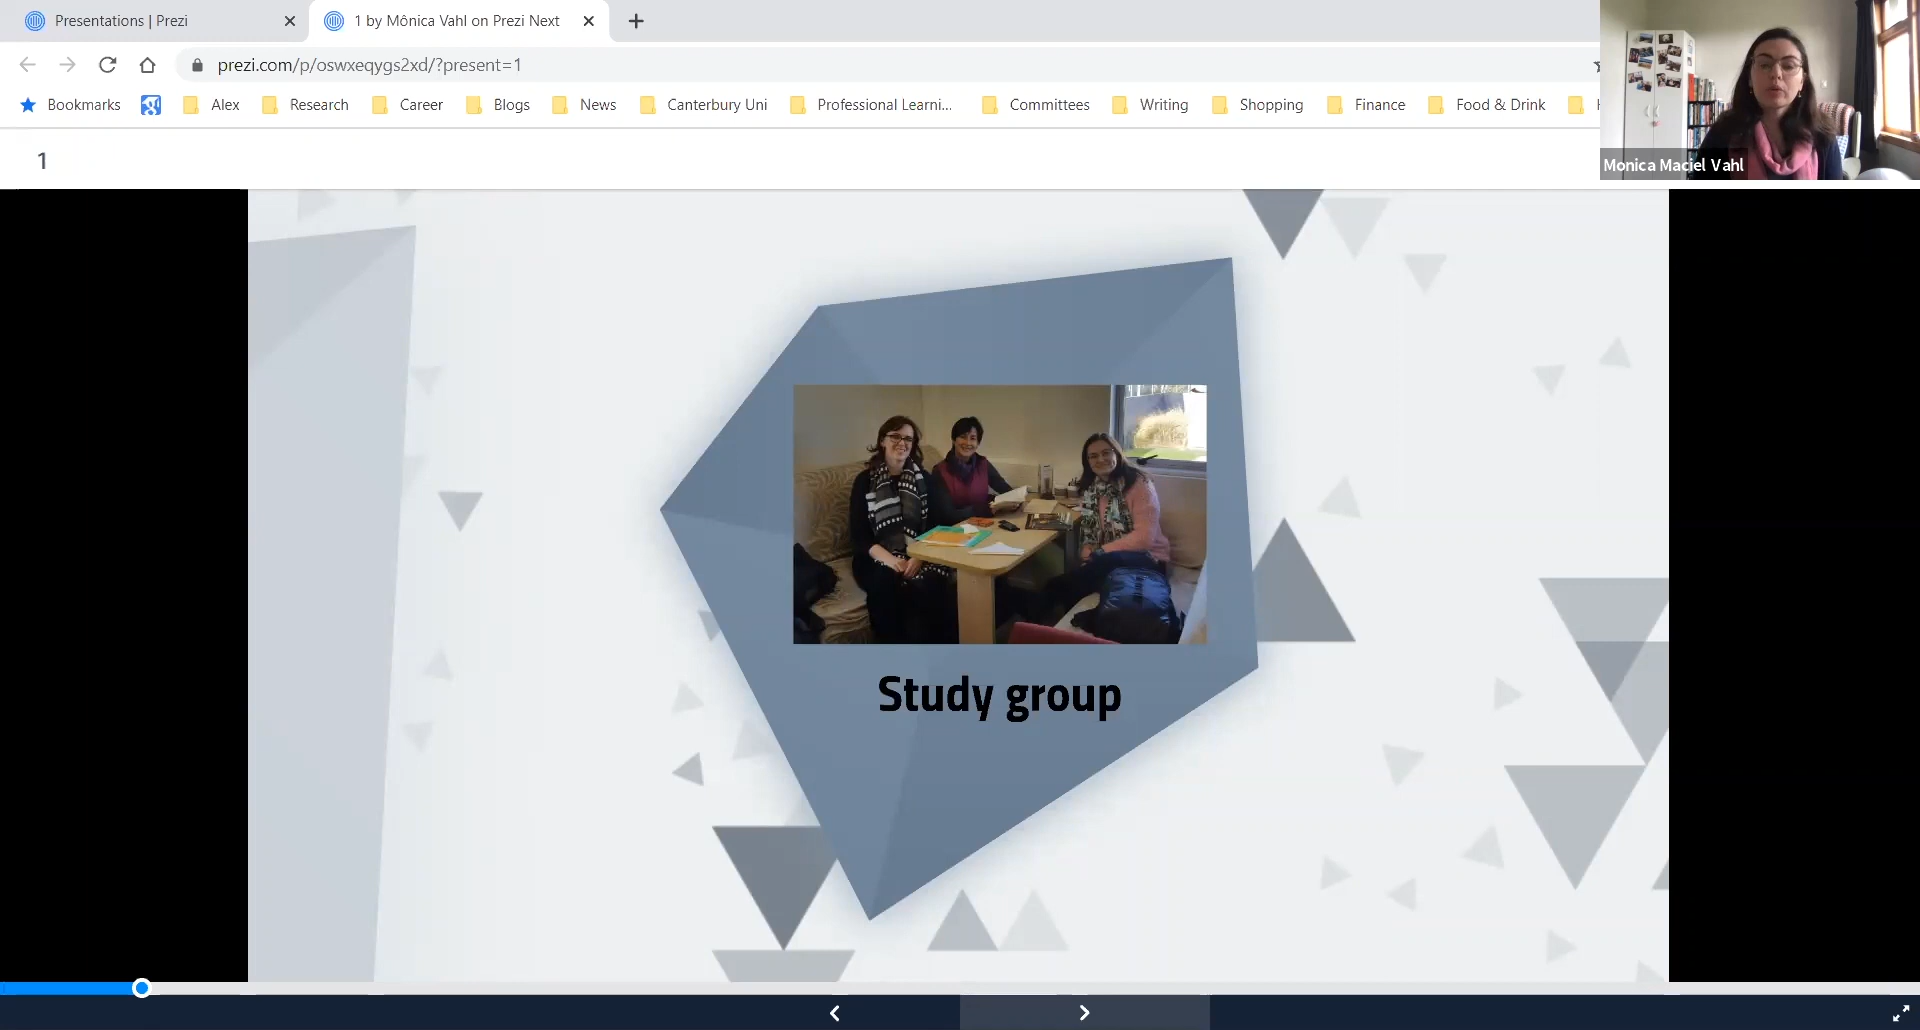 Presentations | Prezi
1 by Mônica Vahl on Prezi Next
prezi.com/p/oswxeqygs2xd/?present=1
Bookmarks Alex Research Career Blogs News Canterbury Uni Professional Learni... Committees Writing Shopping Finance Food & Drink
1
Monica Maciel Vahl
Study group